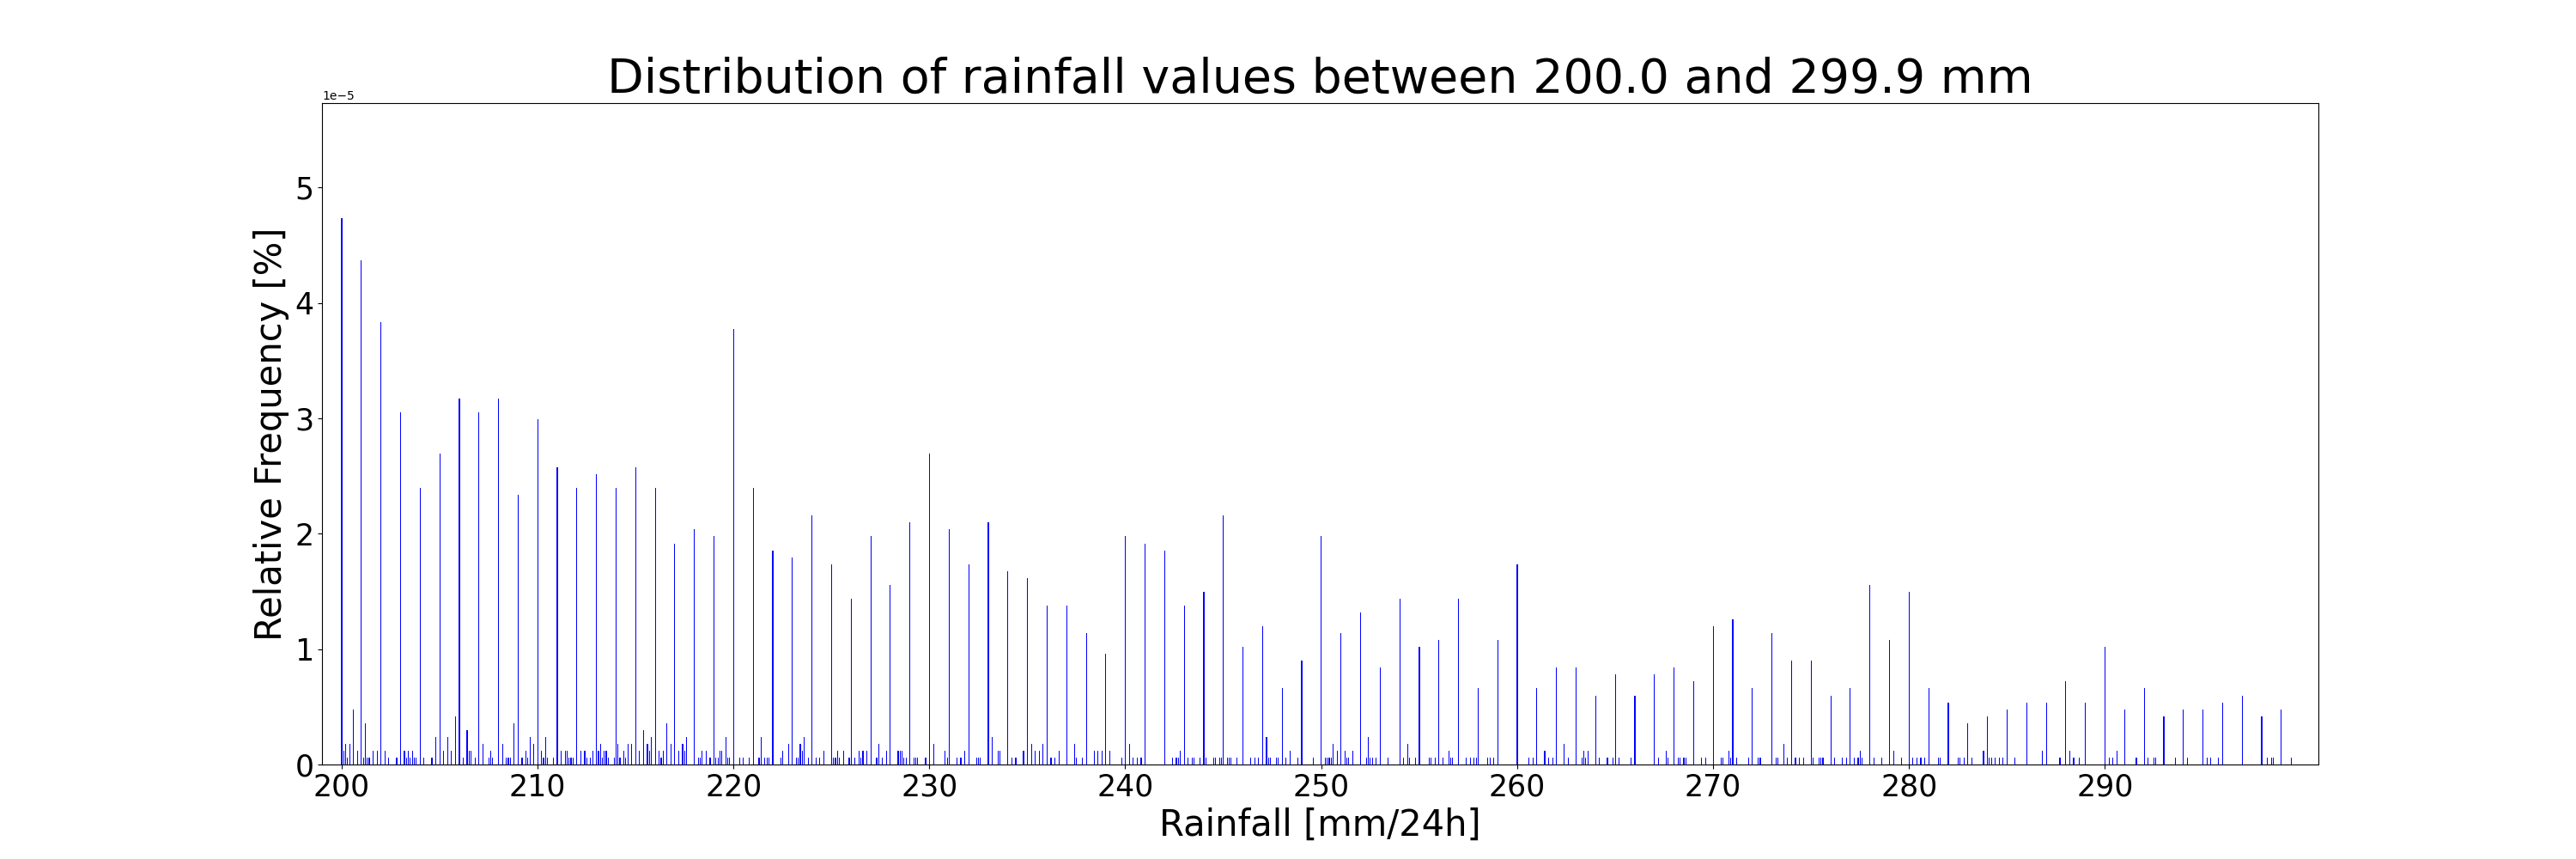 Distribution of rainfall values between 200.0 and 299.9 mm
1e−5
5
4
3
2
1
0
Relative Frequency [%]
200 210 220 230 240 250 260 270 280 290
Rainfall [mm/24h]